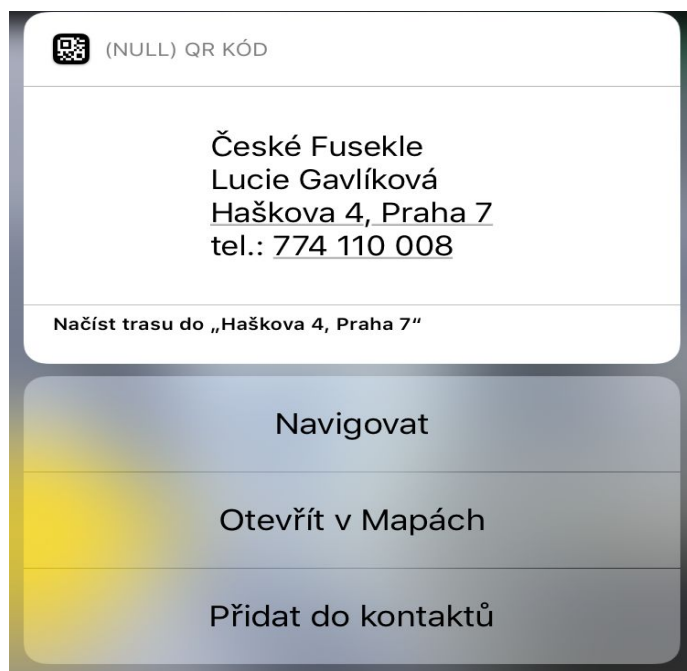 (NULL) QR KÓD
České Fusekle
Lucie Gavlíková
Haškova 4, Praha 7
tel.: 774 110 008
Načíst trasu do „Haškova 4, Praha 7“
Navigovat
Otevřít v Mapách
Přidat do kontaktů